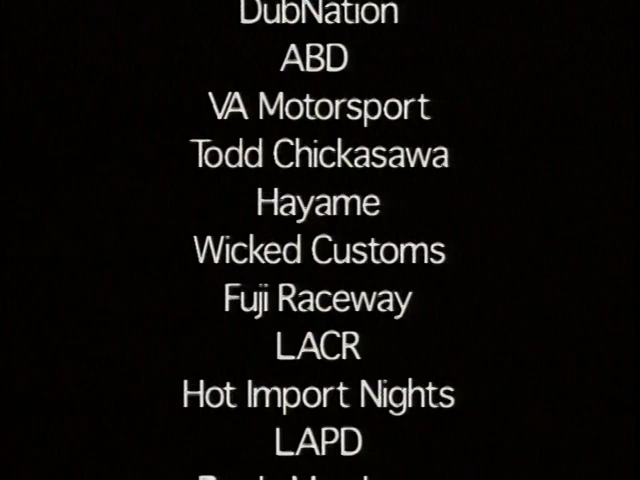 DubNation
ABD
VA Motorsport
Todd Chickasawa
Hayame
Wicked Customs
Fuji Raceway
LACR
Hot Import Nights
LAPD